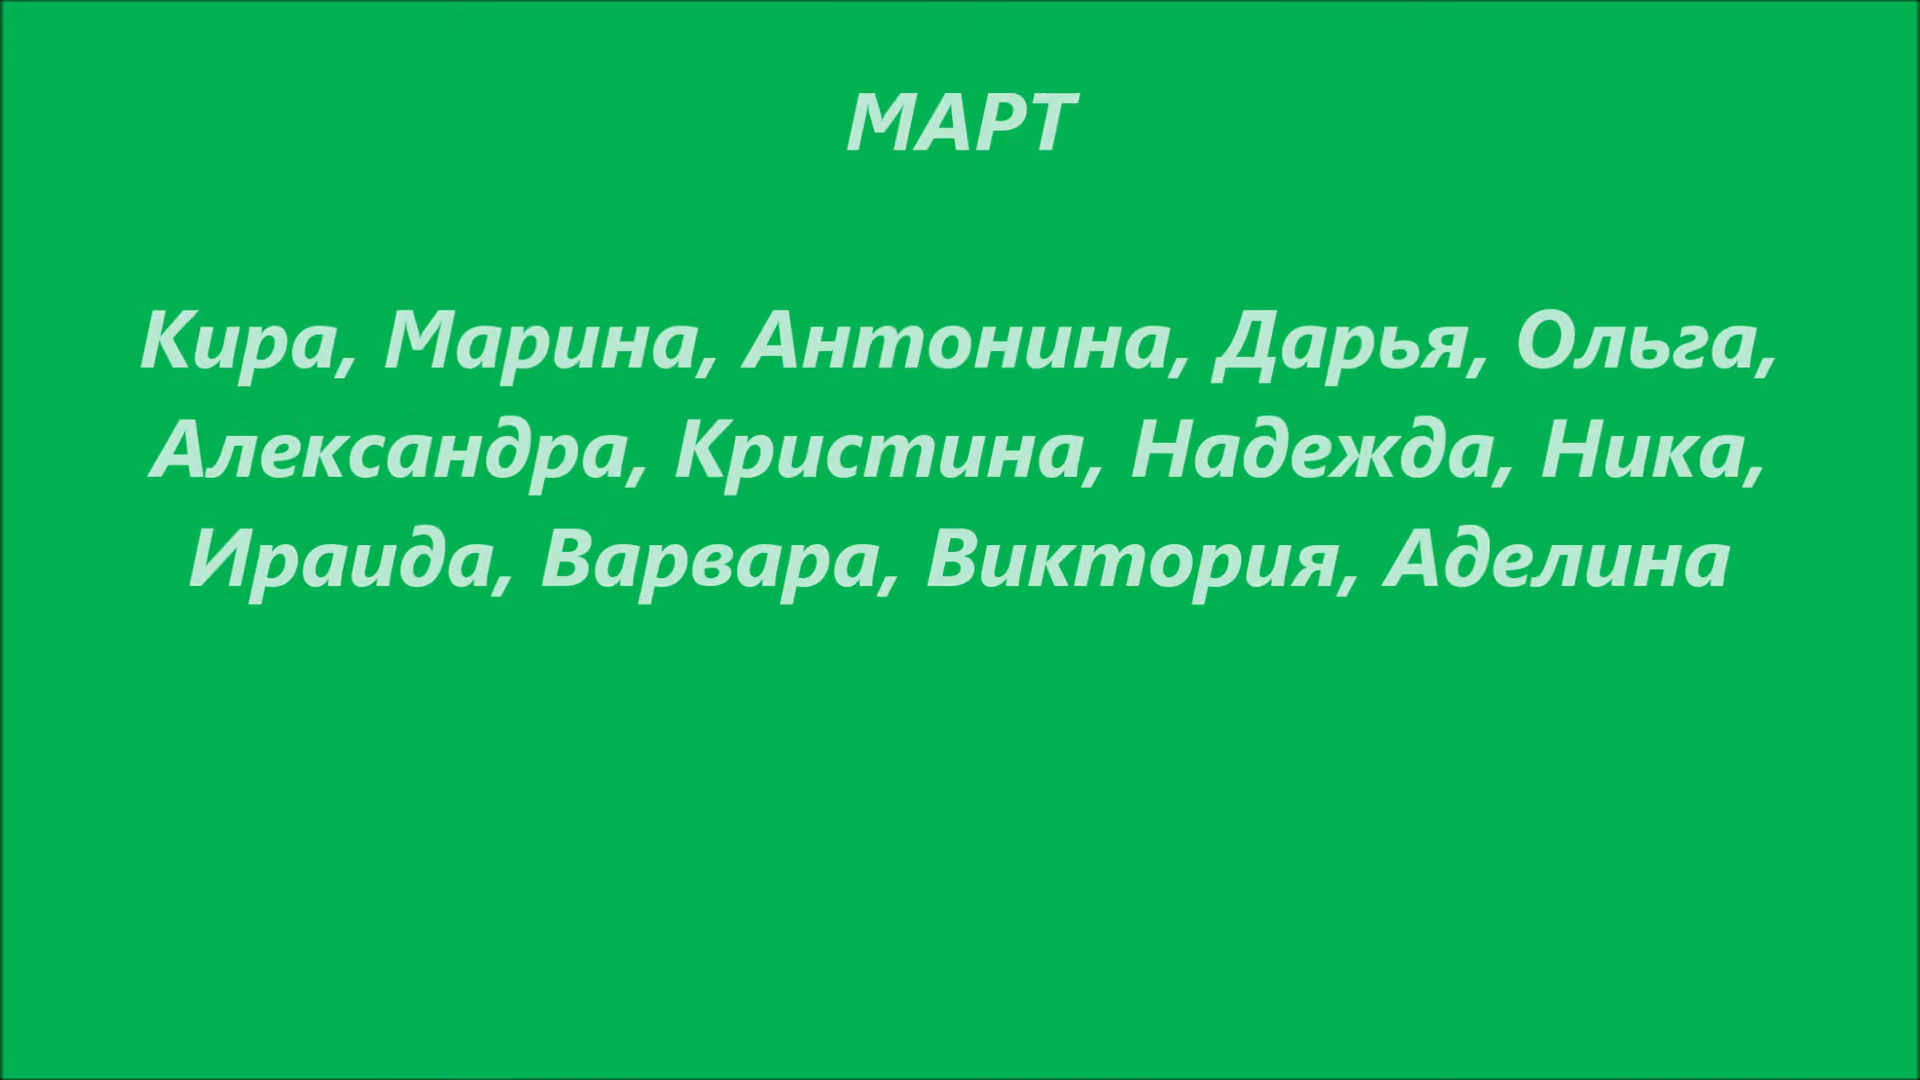 МАРТ
Кира, Марина, Антонина, Дарья, Ольга,
Александра, Кристина, Надежда, Ника,
Ираида, Варвара, Виктория, Аделина